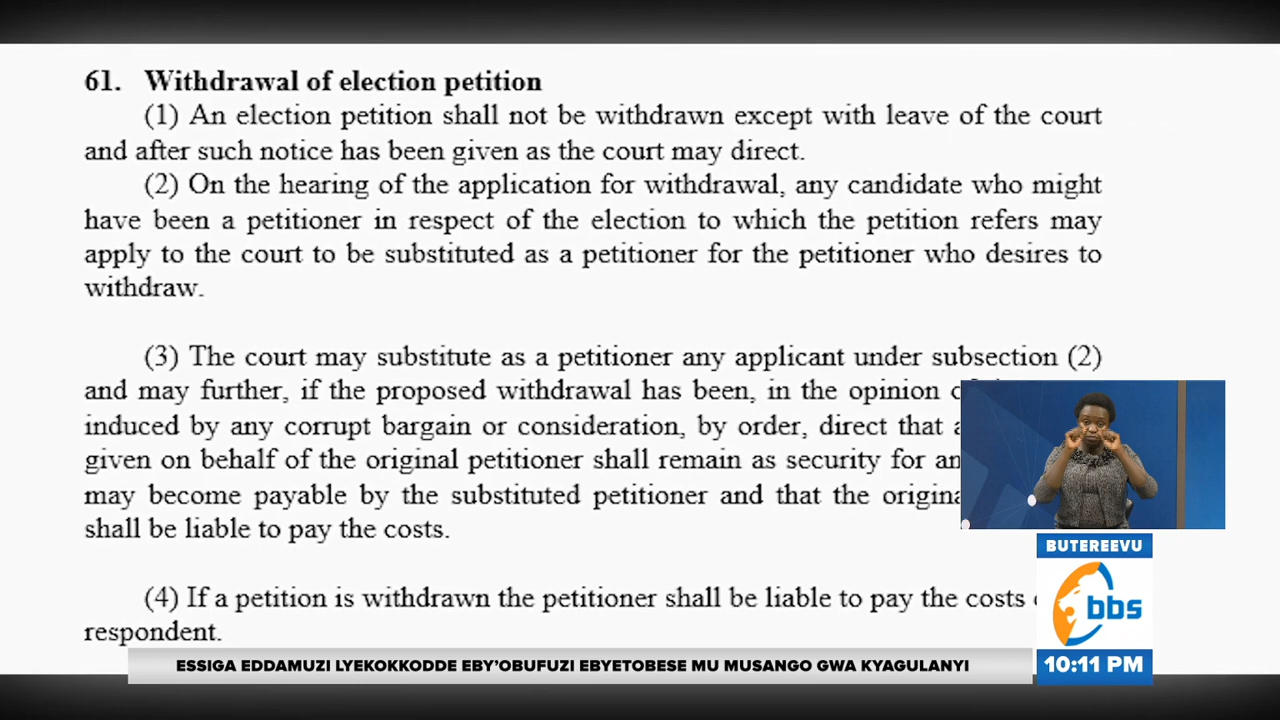 61. Withdrawal of election petition
(1) An election petition shall not be withdrawn except with leave of the court
and after such notice has been given as the court may direct.
(2) On the hearing of the application for withdrawal, any candidate who might
have been a petitioner in respect of the election to which the petition refers may
apply to the court to be substituted as a petitioner for the petitioner who desires to
withdraw.
(3) The court may substitute as a petitioner any applicant under subsection (2)
and may further, if the proposed withdrawal has been, in the opinion
induced by any corrupt bargain or consideration, by order, direct that
given on behalf of the original petitioner shall remain as security for
may become payable by the substituted petitioner and that the
shall be liable to pay the costs.
(4) If a petition is withdrawn the petitioner shall be liable to pay the costs
respondent.
BUTEREEVU
bbs
10:11 PM
ESSIGA EDDAMUZI LYEKOKKODDE EBY'OBUFUZI EBYETOBESE MU MUSANGO GWA KYAGULANYI